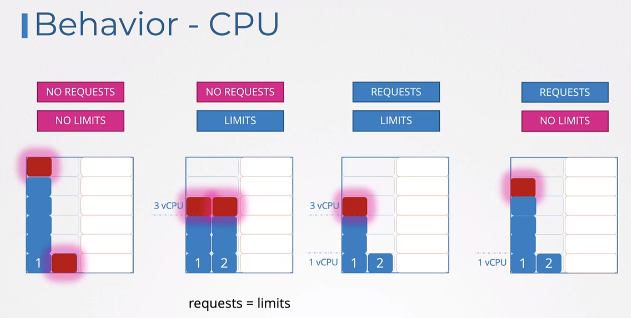 Behavior - CPU
NO REQUESTS
NO LIMITS
NO REQUESTS
LIMITS
REQUESTS
LIMITS
REQUESTS
NO LIMITS
1
3 vCPU
1 2
3 vCPU
1 vCPU
1 2
1 vCPU
1 2
requests = limits